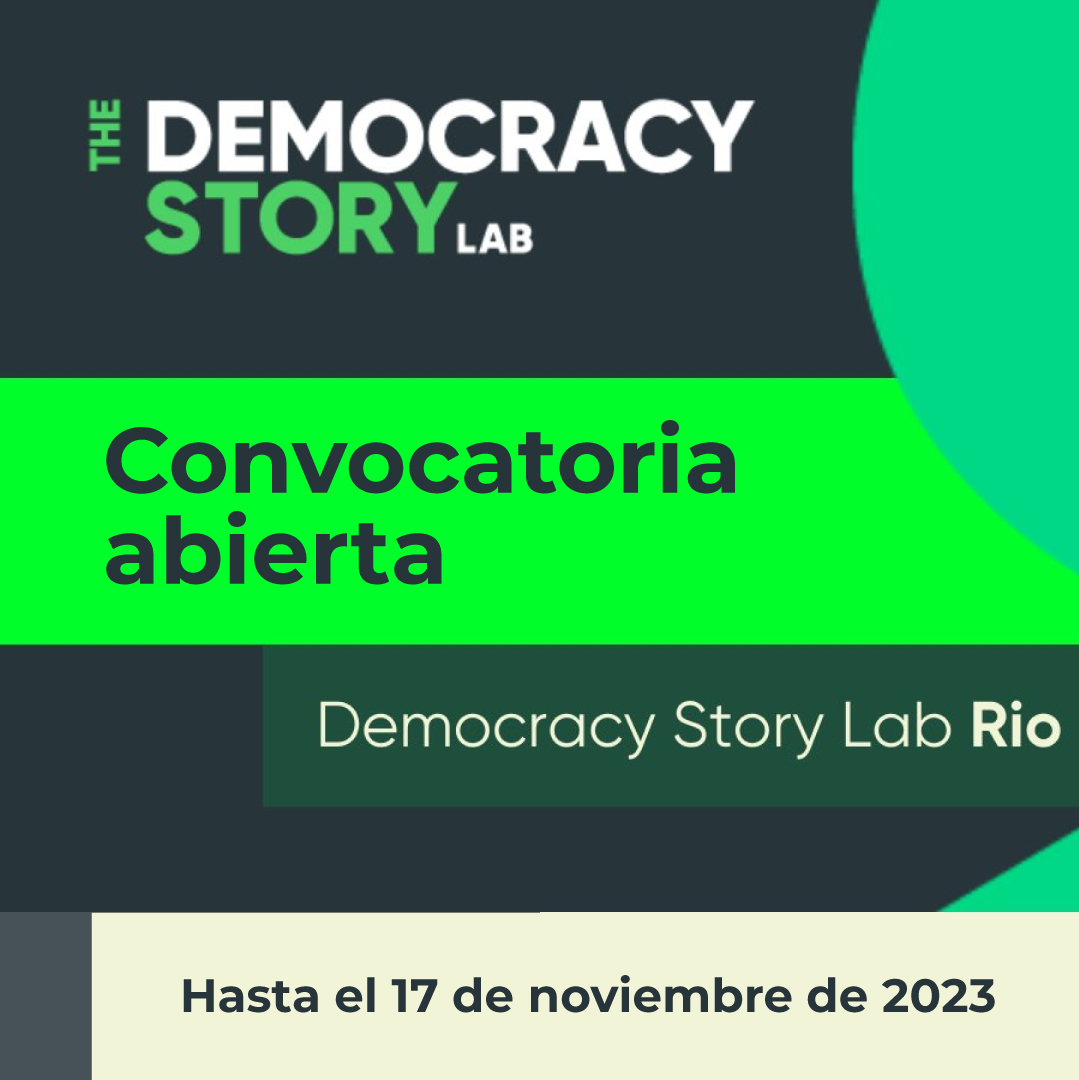 THE DEMOCRACY
STORY LAB
Convocatoria
abierta
Democracy Story Lab Rio
Hasta el 17 de noviembre de 2023